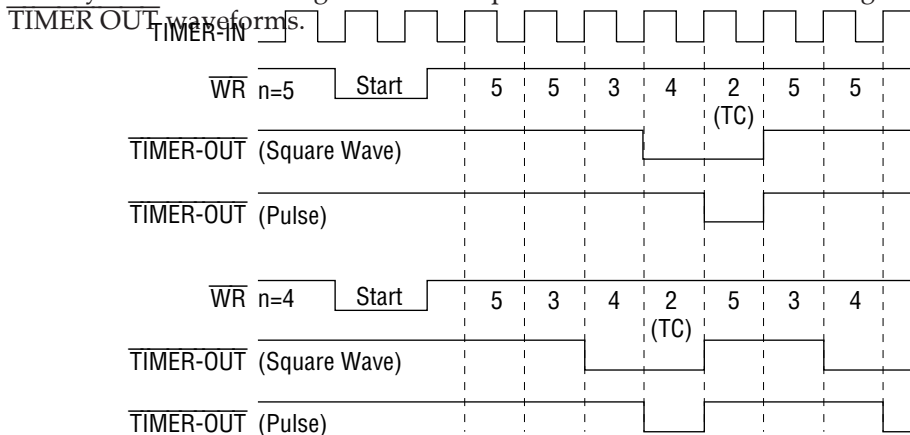 TIMER OUT waveforms.
TIMER-IN
WR n=5 Start 5 5 3 4 2 5 5
(TC)
TIMER-OUT (Square Wave)
TIMER-OUT (Pulse)
WR n=4 Start 5 3 4 2 5 3 4
(TC)
TIMER-OUT (Square Wave)
TIMER-OUT (Pulse)